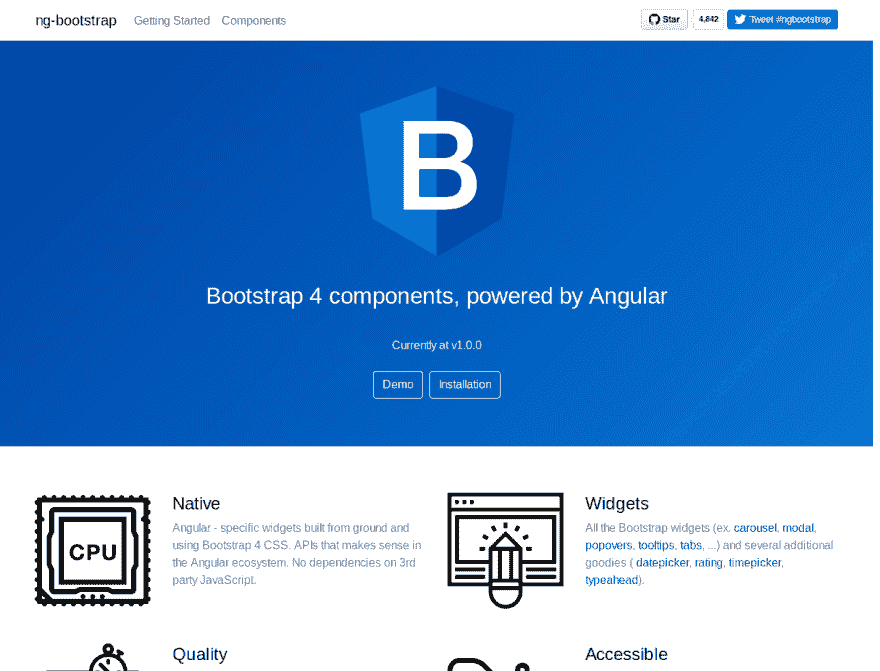 ng-bootstrap Getting Started Components Star 4,842 Tweet #ngbootstrap
B
Bootstrap 4 components, powered by Angular
Currently at v1.0.0
Demo Installation
CPU
Native
Angular - specific widgets built from ground and
using Bootstrap 4 CSS. APIs that makes sense in
the Angular ecosystem. No dependencies on 3rd
party JavaScript.
Widgets
All the Bootstrap widgets (ex. carousel, modal,
popovers, tooltips, tabs, ...) and several additional
goodies ( datepicker, rating, timepicker,
typeahead).
Quality
Accessible